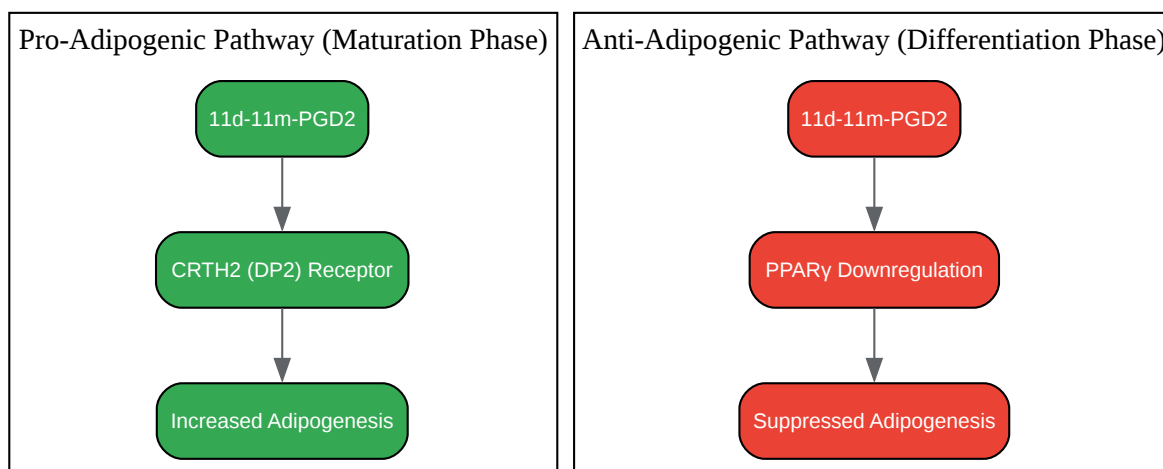 Pro-Adipogenic Pathway (Maturation Phase)
11d-11m-PGD2
CRTH2 (DP2) Receptor
Increased Adipogenesis
Anti-Adipogenic Pathway (Differentiation Phase)
11d-11m-PGD2
PPARγ Downregulation
Suppressed Adipogenesis